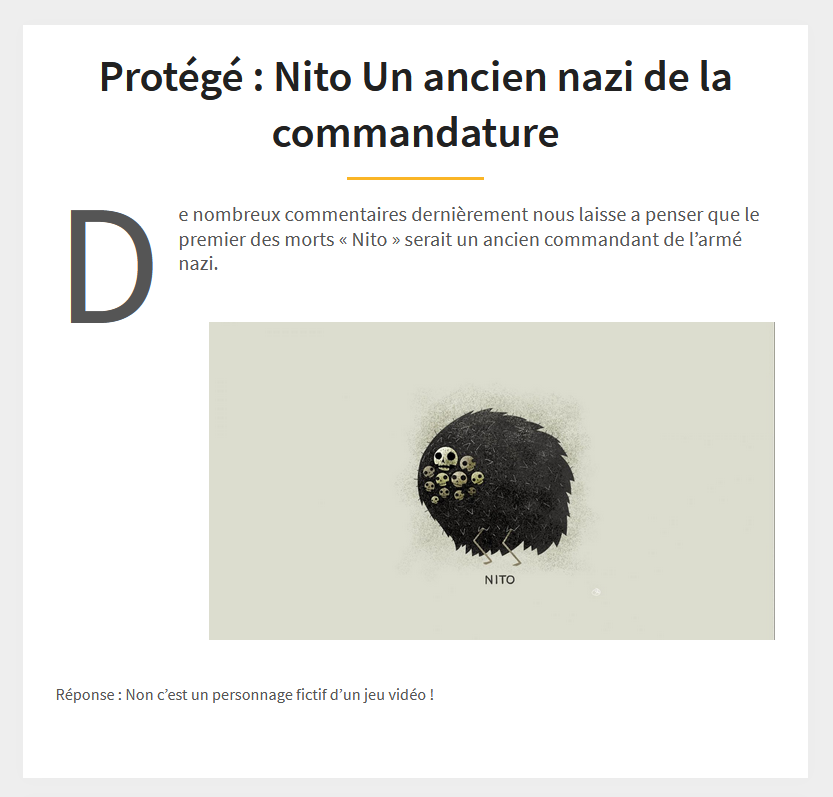 Protégé : Nito Un ancien nazi de la
commandature
De nombreux commentaires dernièrement nous laisse a penser que le
premier des morts « Nito » serait un ancien commandant de l’armé
nazi.
NITO
Réponse : Non c’est un personnage fictif d’un jeu vidéo !